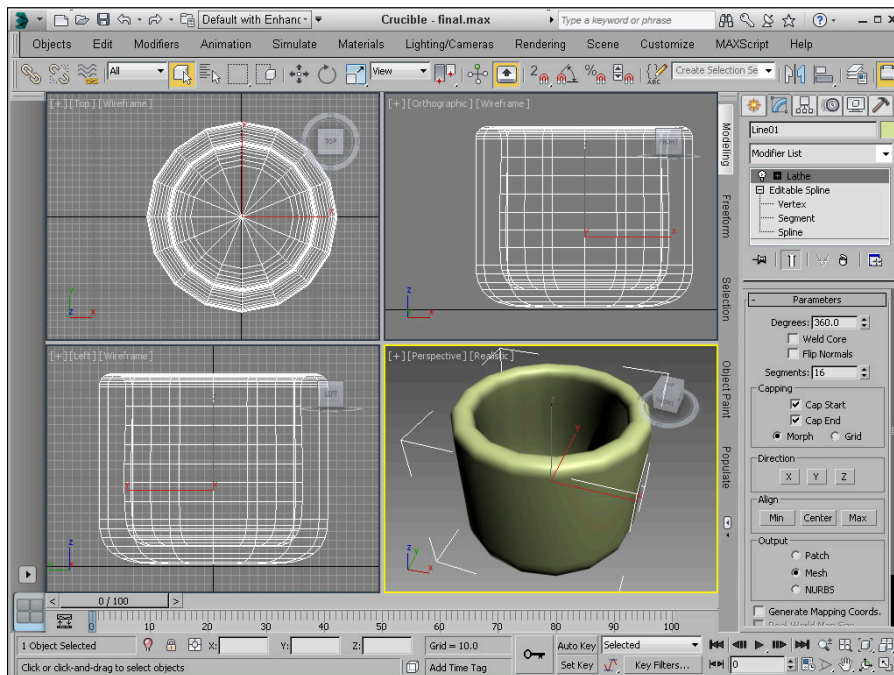 Default with Enhanc
Crucible - final.max
Type a keyword or phrase
Objects Edit Modifiers Animation Simulate Materials Lighting/Cameras Rendering Scene Customize MAXScript Help
All
View
Create Selection Se
[+][Top][Wireframe]
TOP
[+][Orthographic][Wireframe]
FRONT
[+][Left][Wireframe]
LEFT
[+][Perspective][Realistic]
FRONT
Modeling
Freeform
Selection
Object Paint
Populate
Line01
Modifier List
Lathe
Editable Spline
Vertex
Segment
Spline
Parameters
Degrees: 360.0
Weld Core
Flip Normals
Segments: 16
Capping
Cap Start
Cap End
Morph Grid
Direction
X Y Z
Align
Min Center Max
Output
Patch
Mesh
NURBS
Generate Mapping Coords.
0 / 100
0 10 20 30 40 50 60 70 80 90 100
1 Object Selected X: Y: Z: Grid = 10.0 Auto Key Selected
Click or click-and-drag to select objects Add Time Tag Set Key Key Filters... 0